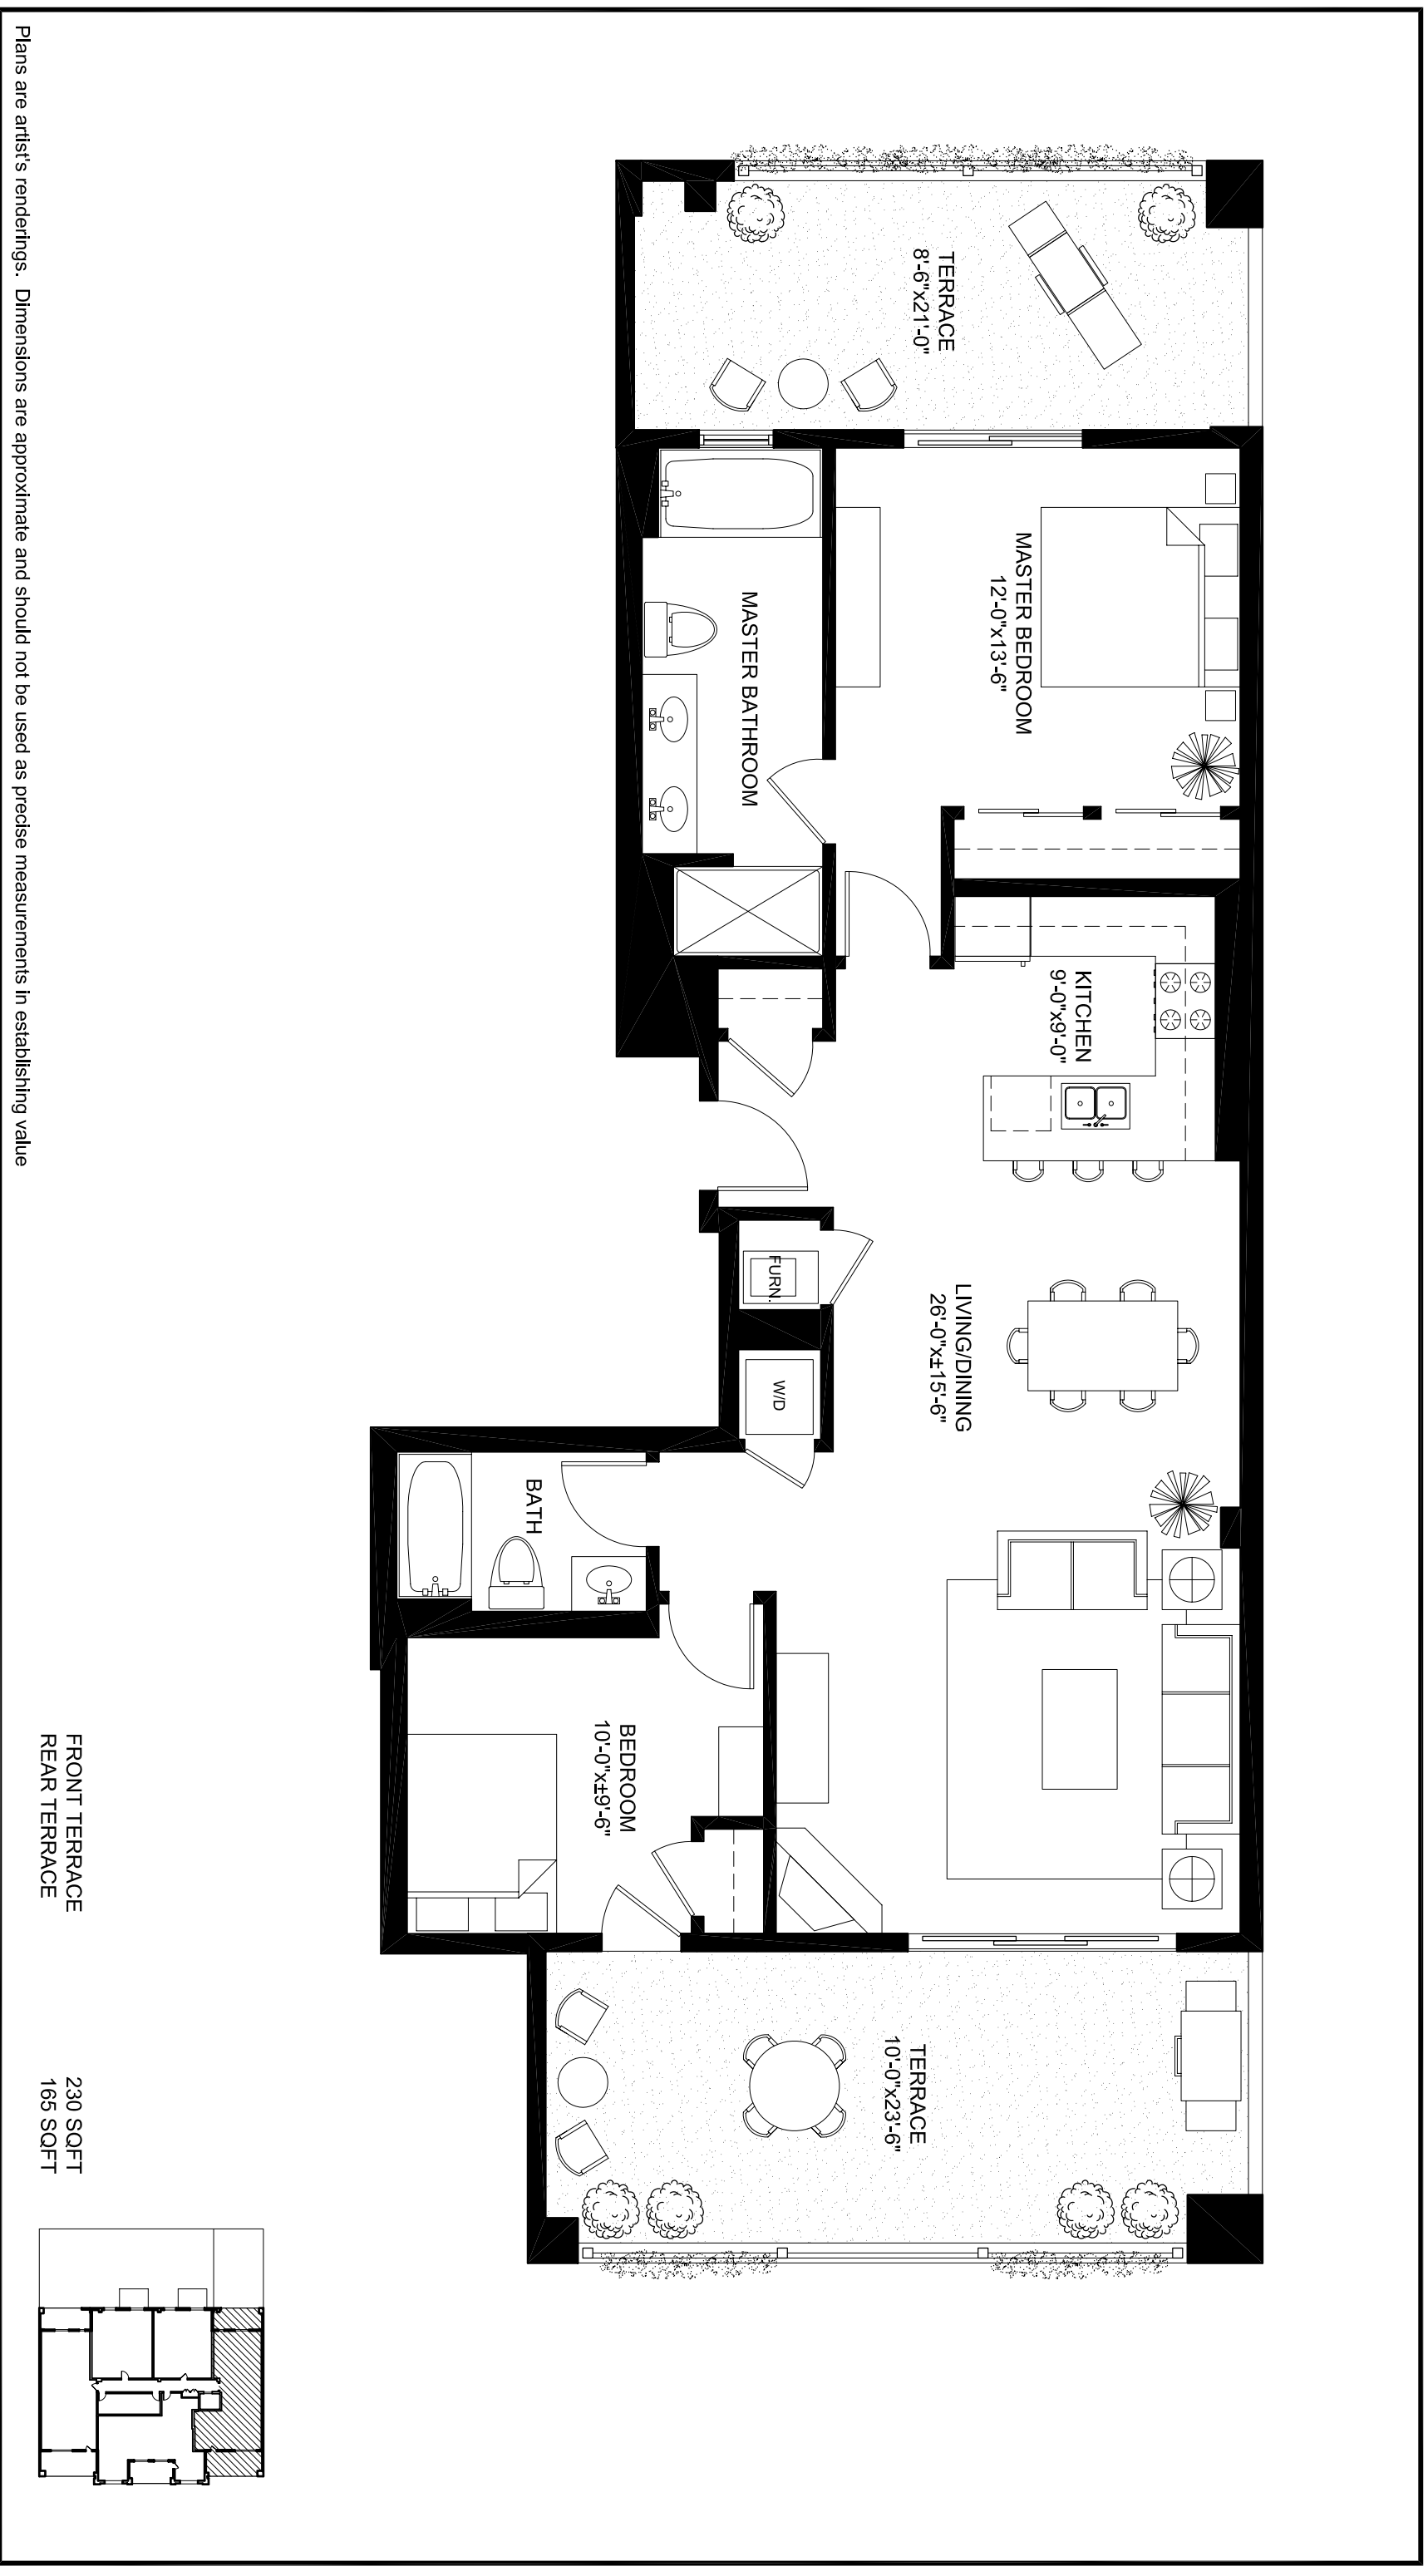 TERRACE
8'-6"x21'-0"
MASTER BEDROOM
12'-0"x13'-6"
MASTER BATHROOM
KITCHEN
9'-0"x9'-0"
FURN.
W/D
LIVING/DINING
26'-0"x±15'-6"
BATH
BEDROOM
10'-0"x±9'-6"
TERRACE
10'-0"x23'-6"
FRONT TERRACE 230 SQFT
REAR TERRACE 165 SQFT
Plans are artist's renderings. Dimensions are approximate and should not be used as precise measurements in establishing value